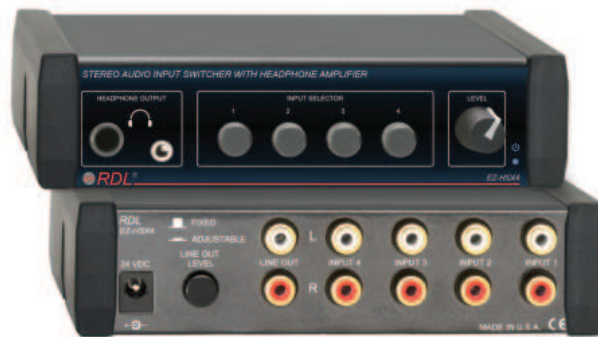 STEREO AUDIO INPUT SWITCHER WITH HEADPHONE AMPLIFIER
HEADPHONE OUTPUT
INPUT SELECTOR
LEVEL
1 2 3 4
RDL®
EZ-HSX4
RDL
EZ-HSX4
FIXED
ADJUSTABLE
L
24 VDC
LINE OUT
LEVEL
LINE OUT INPUT 4 INPUT 3 INPUT 2 INPUT 1
R
MADE IN U.S.A. CE